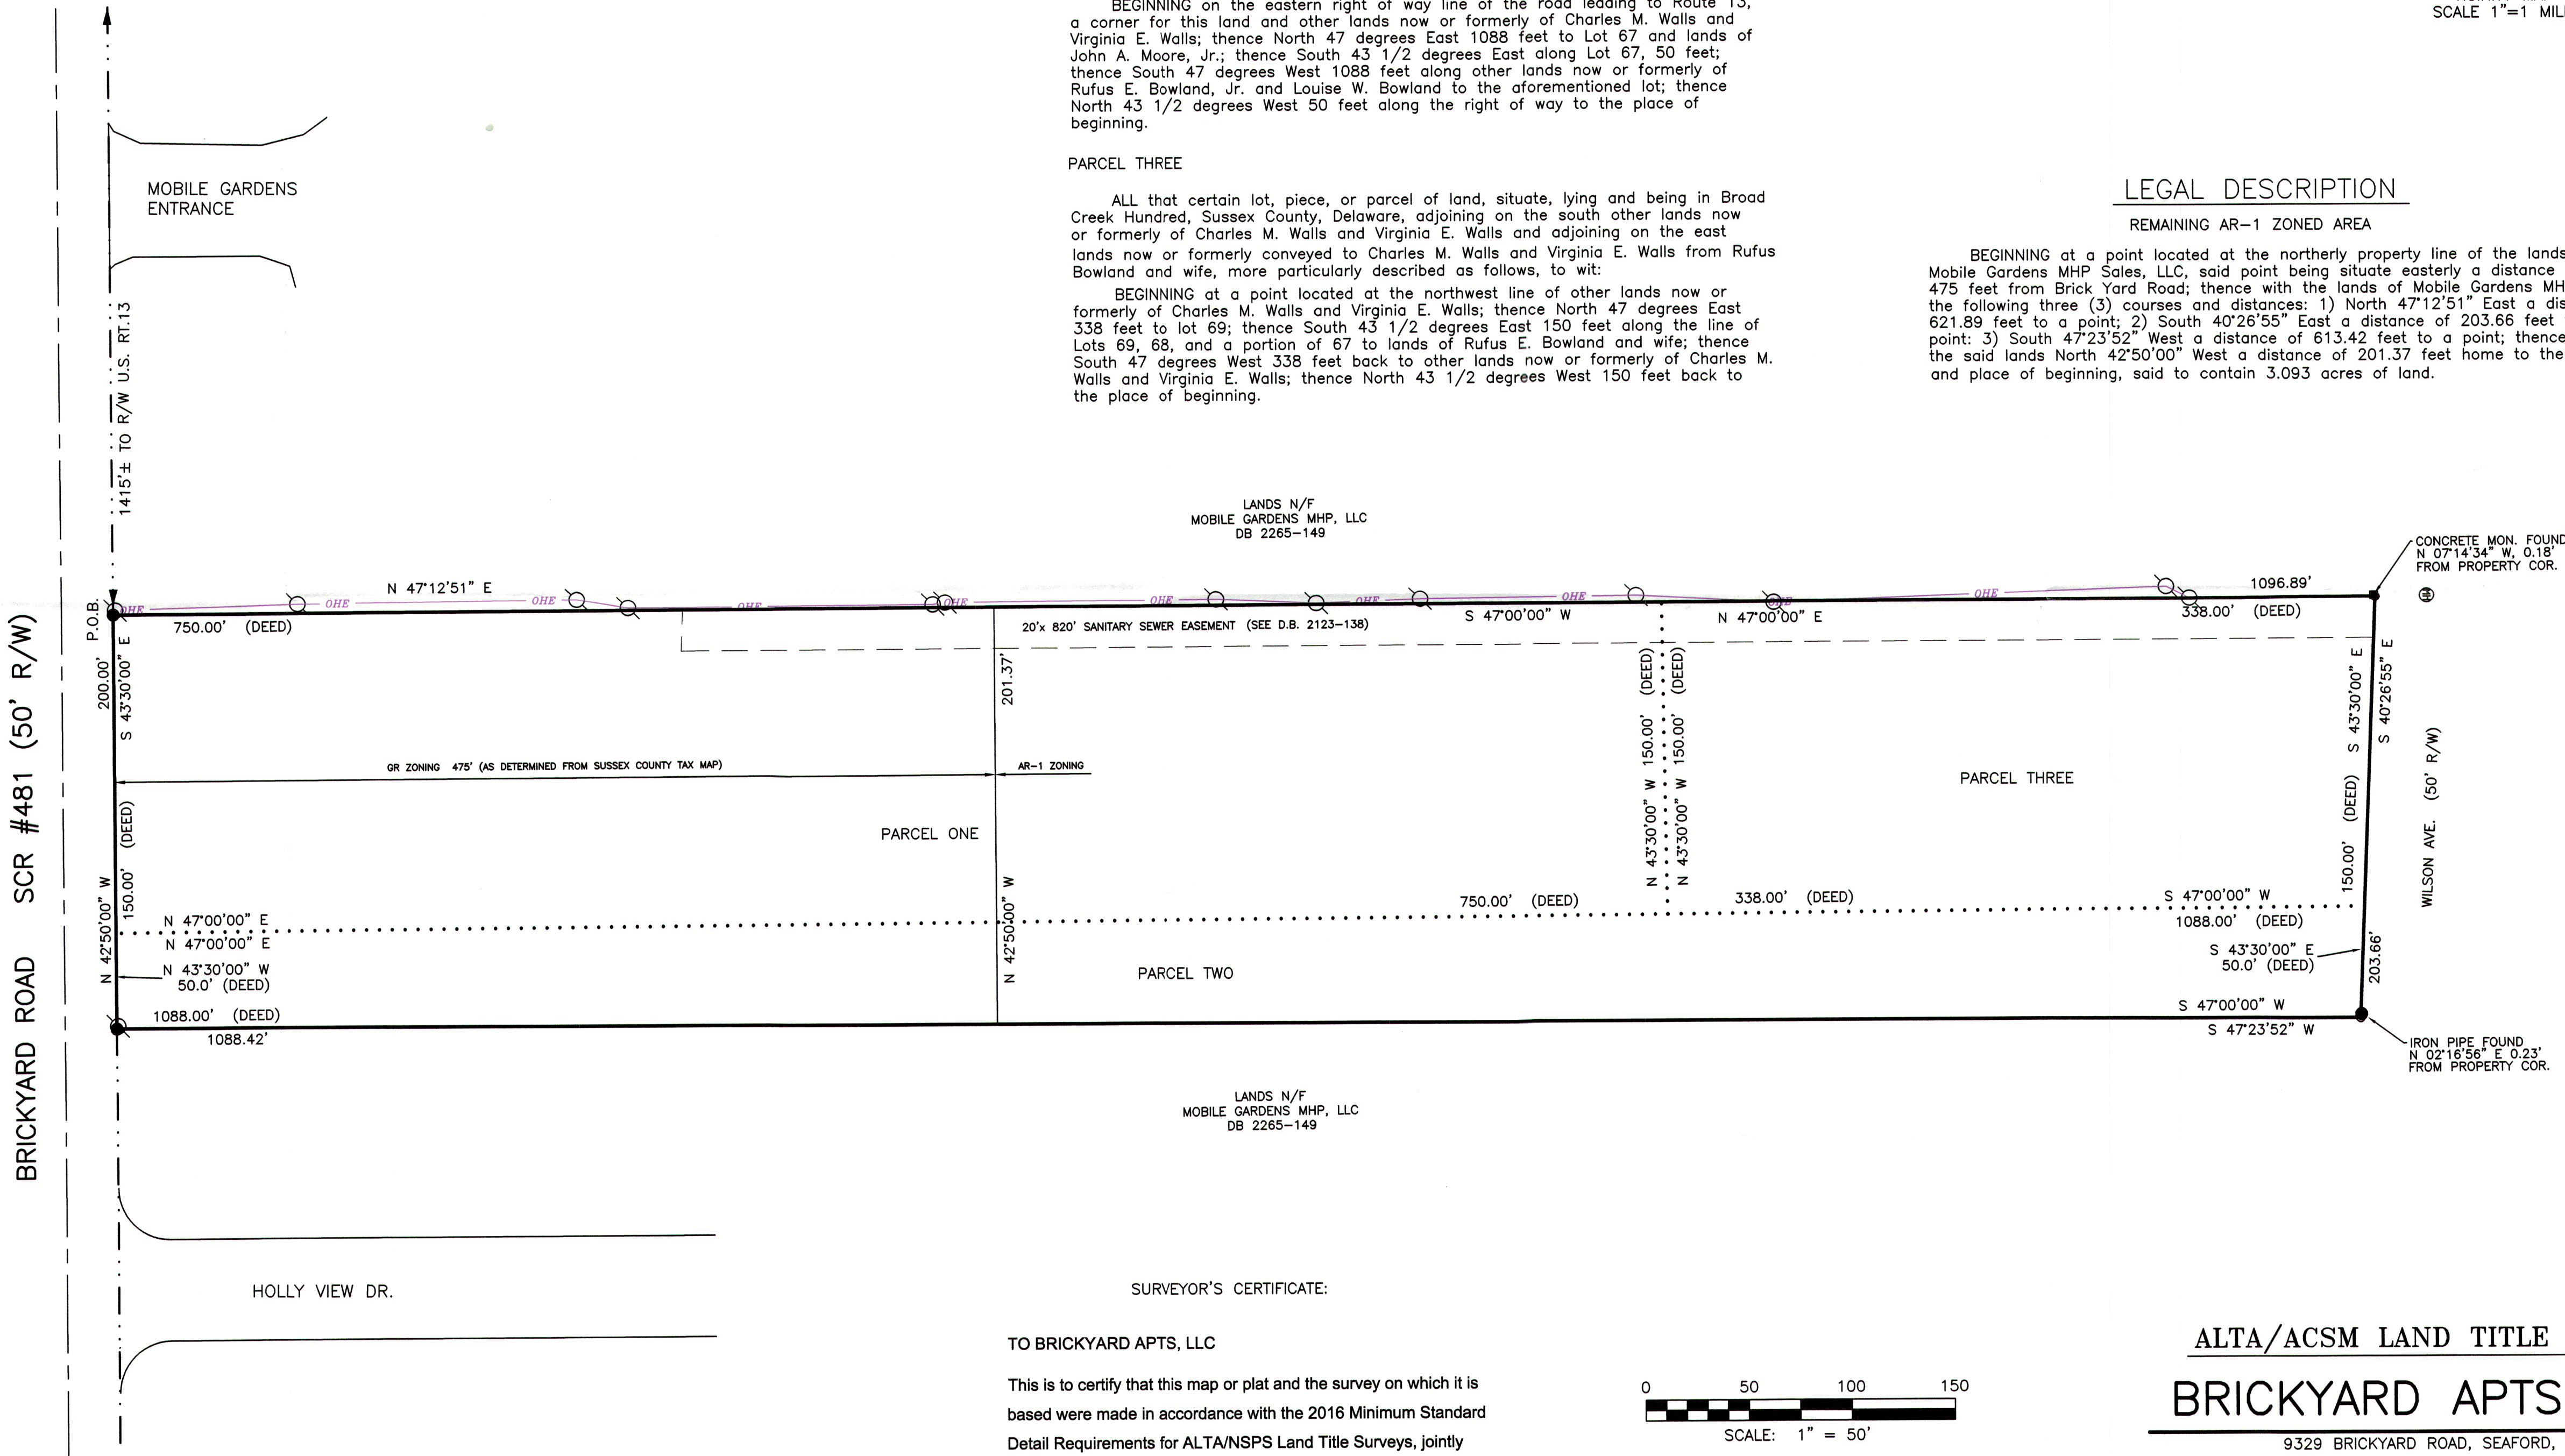 BEGINNING on the eastern right of way line of the road leading to Route 13,
a corner for this land and other lands now or formerly of Charles M. Walls and
Virginia E. Walls; thence North 47 degrees East 1088 feet to Lot 67 and lands of
John A. Moore, Jr.; thence South 43 1/2 degrees East along Lot 67, 50 feet;
thence South 47 degrees West 1088 feet along other lands now or formerly of
Rufus E. Bowland, Jr. and Louise W. Bowland to the aforementioned lot; thence
North 43 1/2 degrees West 50 feet along the right of way to the place of
beginning.
PARCEL THREE
ALL that certain lot, piece, or parcel of land, situate, lying and being in Broad
Creek Hundred, Sussex County, Delaware, adjoining on the south other lands now
or formerly of Charles M. Walls and Virginia E. Walls and adjoining on the east
lands now or formerly conveyed to Charles M. Walls and Virginia E. Walls from Rufus
Bowland and wife, more particularly described as follows, to wit:
BEGINNING at a point located at the northwest line of other lands now or
formerly of Charles M. Walls and Virginia E. Walls; thence North 47 degrees East
338 feet to lot 69; thence South 43 1/2 degrees East 150 feet along the line of
Lots 69, 68, and a portion of 67 to lands of Rufus E. Bowland and wife; thence
South 47 degrees West 338 feet back to other lands now or formerly of Charles M.
Walls and Virginia E. Walls; thence North 43 1/2 degrees West 150 feet back to
the place of beginning.
SCALE 1"=1 MIL
LEGAL DESCRIPTION
REMAINING AR-1 ZONED AREA
BEGINNING at a point located at the northerly property line of the lands
Mobile Gardens MHP Sales, LLC, said point being situate easterly a distance
475 feet from Brick Yard Road; thence with the lands of Mobile Gardens MH
the following three (3) courses and distances: 1) North 47°12'51" East a dis
621.89 feet to a point; 2) South 40°26'55" East a distance of 203.66 feet
point: 3) South 47°23'52" West a distance of 613.42 feet to a point; thence
the said lands North 42°50'00" West a distance of 201.37 feet home to the
and place of beginning, said to contain 3.093 acres of land.
MOBILE GARDENS
ENTRANCE
1415'± TO R/W U.S. RT.13
LANDS N/F
MOBILE GARDENS MHP, LLC
DB 2265-149
CONCRETE MON. FOUND
N 07°14'34" W, 0.18'
FROM PROPERTY COR.
P.O.B.
N 47°12'51" E
1096.89'
OHE
OHE
OHE
OHE
OHE
OHE
OHE
OHE
OHE
OHE
750.00' (DEED)
20'x 820' SANITARY SEWER EASEMENT (SEE D.B. 2123-138)
S 47°00'00" W
N 47°00'00" E
338.00' (DEED)
200.00'
S 43°30'00" E
150.00' (DEED)
N 42°50'00" W
201.37'
N 42°50'00" W
GR ZONING 475' (AS DETERMINED FROM SUSSEX COUNTY TAX MAP)
AR-1 ZONING
PARCEL ONE
N 43°30'00" W 150.00' (DEED)
N 43°30'00" W 150.00' (DEED)
PARCEL THREE
150.00' (DEED) S 43°30'00" E
S 40°26'55" E
203.66'
WILSON AVE. (50' R/W)
BRICKYARD ROAD SCR #481 (50' R/W)
N 47°00'00" E
N 47°00'00" E
N 43°30'00" W
50.0' (DEED)
750.00' (DEED)
338.00' (DEED)
S 47°00'00" W
1088.00' (DEED)
S 43°30'00" E
50.0' (DEED)
PARCEL TWO
1088.00' (DEED)
1088.42'
S 47°00'00" W
S 47°23'52" W
IRON PIPE FOUND
N 02°16'56" E 0.23'
FROM PROPERTY COR.
LANDS N/F
MOBILE GARDENS MHP, LLC
DB 2265-149
HOLLY VIEW DR.
SURVEYOR'S CERTIFICATE:
TO BRICKYARD APTS, LLC
This is to certify that this map or plat and the survey on which it is
based were made in accordance with the 2016 Minimum Standard
Detail Requirements for ALTA/NSPS Land Title Surveys, jointly
0 50 100 150
SCALE: 1" = 50'
ALTA/ACSM LAND TITLE
BRICKYARD APTS
9329 BRICKYARD ROAD, SEAFORD,